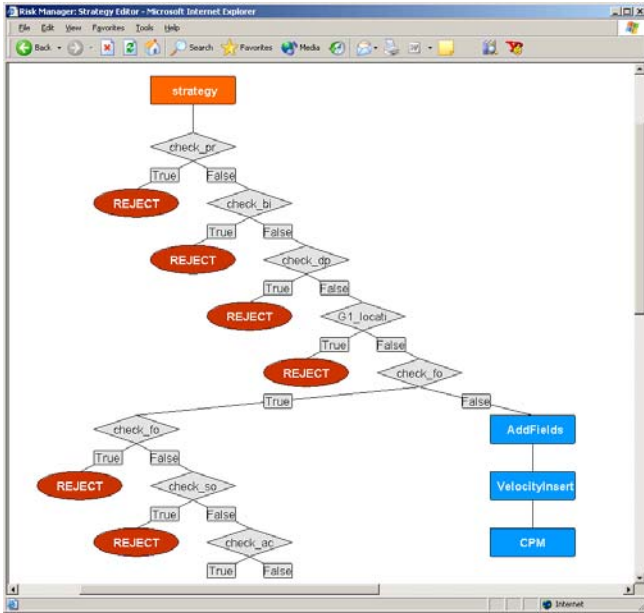 Risk Manager: Strategy Editor - Microsoft Internet Explorer
File Edit View Favorites Tools Help
Back Search Favorites Media
strategy
check_pr
True False
REJECT check_bi
True False
REJECT check_dp
True False
REJECT G1_locati
True False
REJECT check_fo
True False
check_fo AddFields
True False
REJECT check_so VelocityInsert
True False
REJECT check_ac CPM
True False
Internet